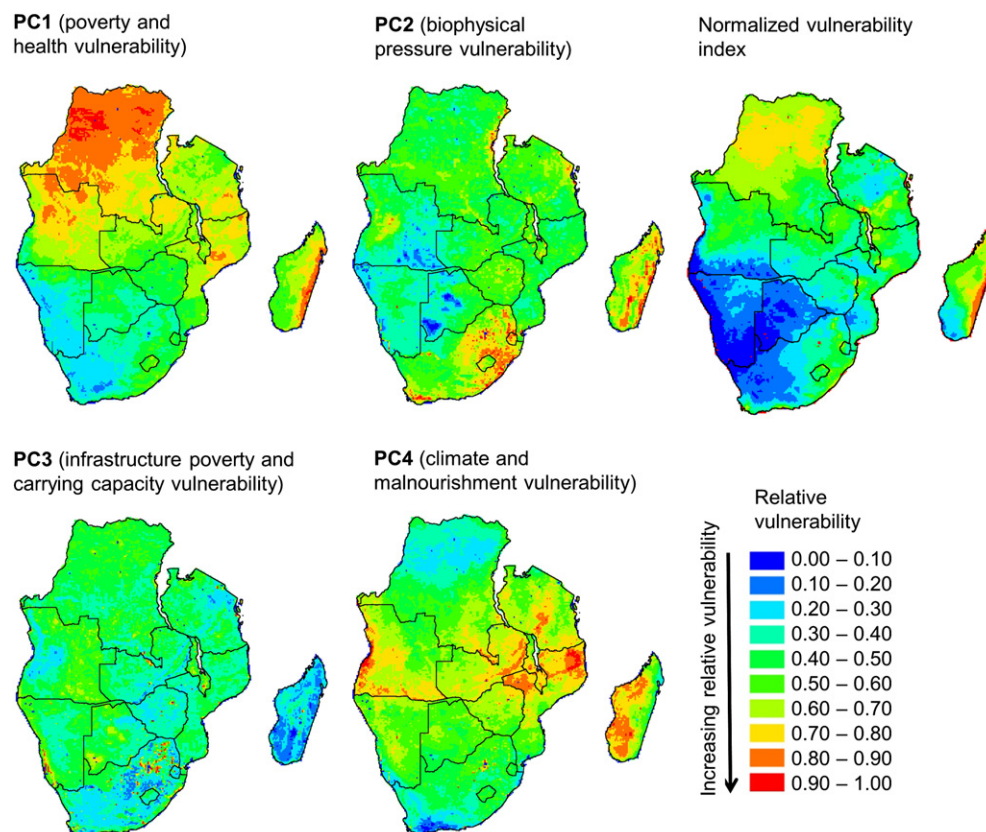 PC1 (poverty and
health vulnerability)
PC2 (biophysical
pressure vulnerability)
Normalized vulnerability
index
PC3 (infrastructure poverty and
carrying capacity vulnerability)
PC4 (climate and
malnourishment vulnerability)
Relative
vulnerability
Increasing relative vulnerability
0.00 – 0.10
0.10 – 0.20
0.20 – 0.30
0.30 – 0.40
0.40 – 0.50
0.50 – 0.60
0.60 – 0.70
0.70 – 0.80
0.80 – 0.90
0.90 – 1.00